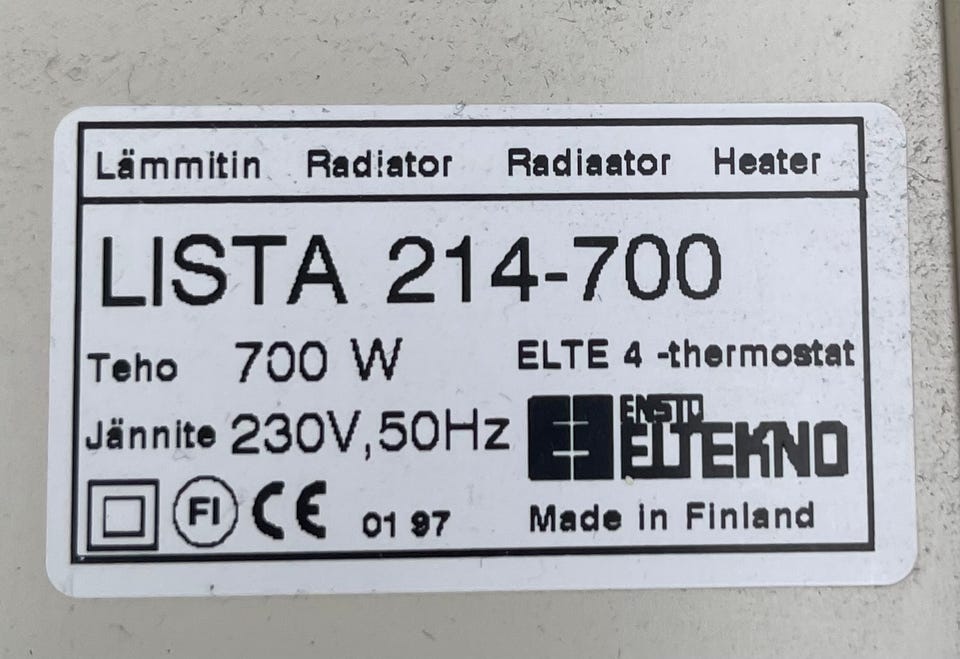 Lämmitin Radiator Radiaator Heater
LISTA 214-700
Teho 700 W ELTE 4 -thermostat
Jännite 230V,50Hz ENSTO
ELTEKNO
FI CE 01 97 Made in Finland